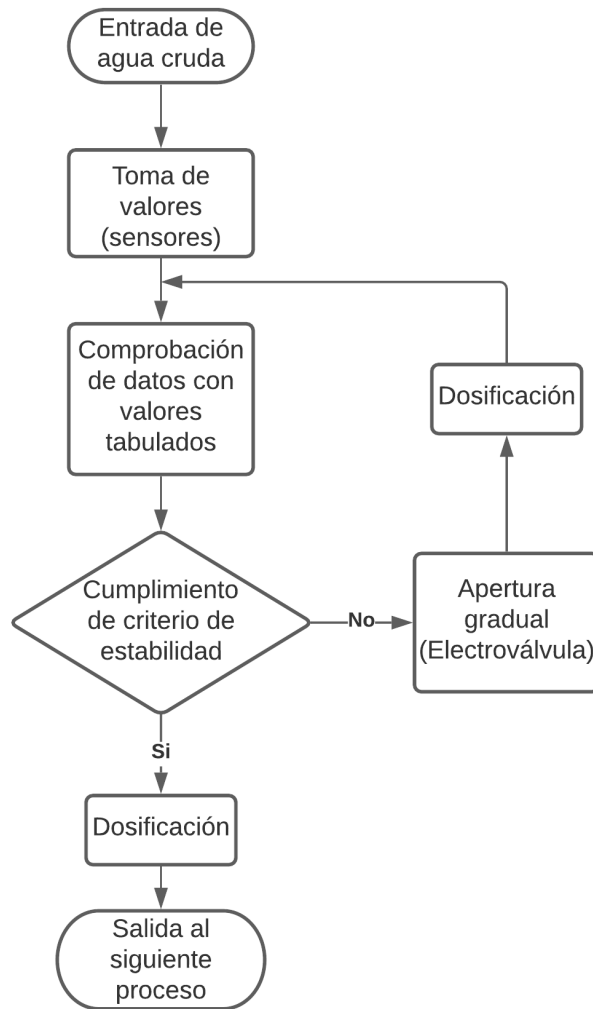 Entrada de
agua cruda
Toma de
valores
(sensores)
Comprobación
de datos con
valores
tabulados
Dosificación
Cumplimiento
de criterio de
estabilidad
No
Apertura
gradual
(Electroválvula)
Si
Dosificación
Salida al
siguiente
proceso